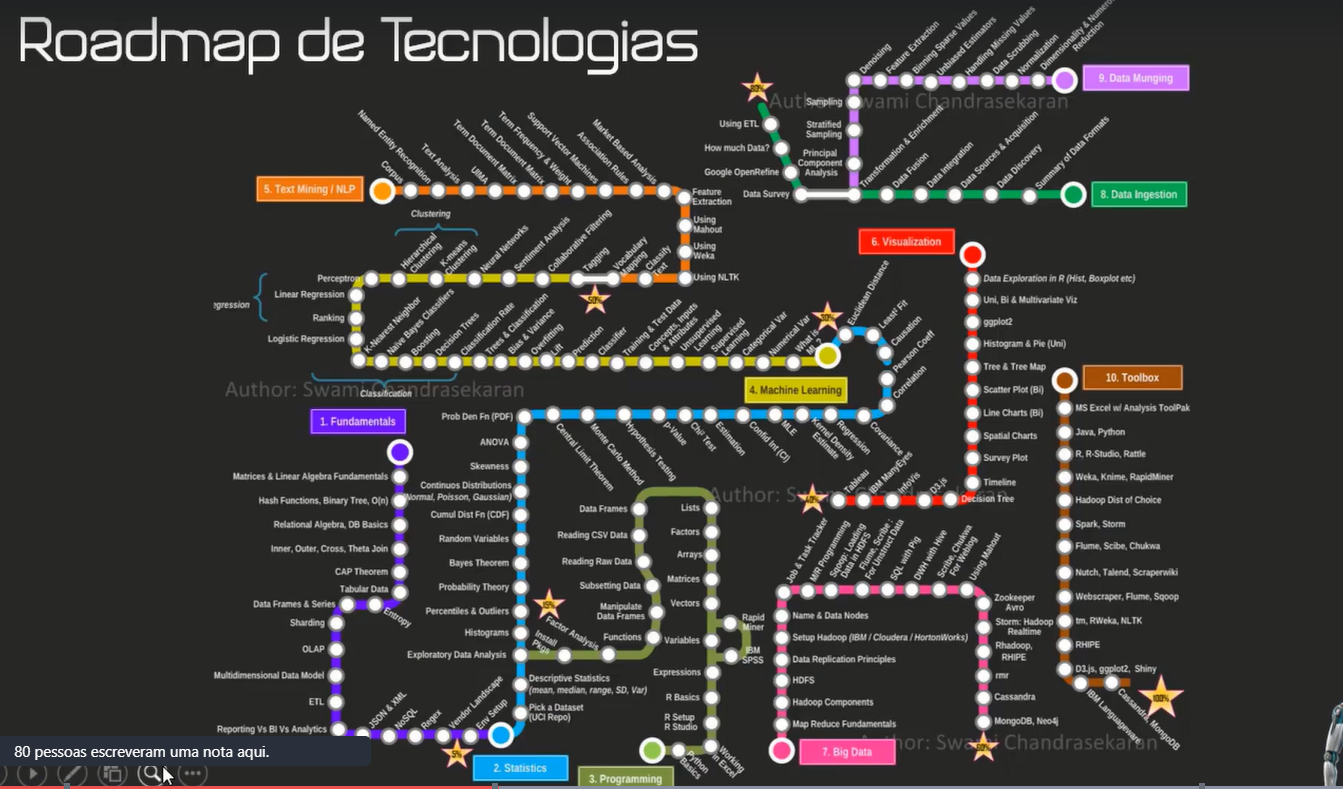 Roadmap de Tecnologias
Author: Swami Chandrasekaran
1. Fundamentals
Matrices & Linear Algebra Fundamentals
Hash Functions, Binary Tree, O(n)
Relational Algebra, DB Basics
Inner, Outer, Cross, Theta Join
CAP Theorem
Tabular Data
Entropy
Data Frames & Series
Sharding
OLAP
Multidimensional Data Model
ETL
Reporting Vs BI Vs Analytics
JSON & XML
NoSQL
Regex
Vendor Landscape
Env Setup
5%
2. Statistics
Pick a Dataset
(UCI Repo)
Descriptive Statistics
(mean, median, range, SD, Var)
Exploratory Data Analysis
Histograms
Percentiles & Outliers
Probability Theory
Bayes Theorem
Random Variables
Cumul Dist Fn (CDF)
Continuos Distributions
(Normal, Poisson, Gaussian)
Skewness
ANOVA
Prob Den Fn (PDF)
Central Limit Theorem
Monte Carlo Method
Hypothesis Testing
p-Value
Chi² Test
Estimation
Confid Int (CI)
MLE
Kernel Density
Estimate
Regression
Covariance
Correlation
Pearson Coeff
Causation
Least² Fit
Euclidean Distance
30%
3. Programming
Python
Basics
Working
in Excel
R Setup
R Studio
R Basics
Expressions
Variables
IBM
SPSS
Rapid
Miner
Vectors
Matrices
Arrays
Factors
Lists
Data Frames
Reading CSV Data
Reading Raw Data
Subsetting Data
Manipulate
Data Frames
Functions
Factor Analysis
Install
Pkgs
15%
4. Machine Learning
What is
ML?
Numerical Var
Categorical Var
Supervised
Learning
Unsupervised
Learning
Concepts, Inputs
& Attributes
Training & Test Data
Classifier
Prediction
Lift
Overfitting
Bias & Variance
Trees & Classification
Classification Rate
Decision Trees
Boosting
Naive Bayes Classifiers
K-Nearest Neighbor
Classification
Logistic Regression
Ranking
Linear Regression
Perceptron
Clustering
Hierarchical
Clustering
K-means
Clustering
Neural Networks
Sentiment Analysis
Collaborative Filtering
Tagging
50%
5. Text Mining / NLP
Corpus
Named Entity Recognition
Text Analysis
UIMA
Term Document Matrix
Term Document Matrix
Term Frequency & Weight
Support Vector Machines
Association Rules
Market Based Analysis
Feature
Extraction
Using
Mahout
Using
Weka
Using NLTK
Classify
Text
Vocabulary
Mapping
6. Visualization
Data Exploration in R (Hist, Boxplot etc)
Uni, Bi & Multivariate Viz
ggplot2
Histogram & Pie (Uni)
Tree & Tree Map
Scatter Plot (Bi)
Line Charts (Bi)
Spatial Charts
Survey Plot
Timeline
Decision Tree
D3.js
InfoVis
IBM ManyEyes
Tableau
Author: Swami Chandrasekaran
7. Big Data
Map Reduce Fundamentals
Hadoop Components
HDFS
Data Replication Principles
Setup Hadoop (IBM / Cloudera / HortonWorks)
Name & Data Nodes
Job & Task Tracker
M/R Programming
Sqoop: Loading
Data in HDFS
Flume, Scribe :
For Unstruct Data
SQL with Pig
DWH with Hive
Scribe, Chukwa
For Weblog
Using Mahout
Zookeeper
Avro
Storm: Hadoop
Realtime
Rhadoop,
RHIPE
rmr
Cassandra
MongoDB, Neo4j
60%
Author: Swami Chandrasekaran
8. Data Ingestion
Summary of Data Formats
Data Discovery
Data Sources & Acquisition
Data Integration
Data Fusion
Transformation & Enrichment
Data Survey
Google OpenRefine
How much Data?
Using ETL
Author: Swami Chandrasekaran
9. Data Munging
Dimensionality & Numerosity
Reduction
Normalization
Data Scrubbing
Handling Missing Values
Unbiased Estimators
Binning Sparse Values
Feature Extraction
Denoising
Sampling
Stratified
Sampling
Principal
Component
Analysis
10. Toolbox
MS Excel w/ Analysis ToolPak
Java, Python
R, R-Studio, Rattle
Weka, Knime, RapidMiner
Hadoop Dist of Choice
Spark, Storm
Flume, Scibe, Chukwa
Nutch, Talend, Scraperwiki
Webscraper, Flume, Sqoop
tm, RWeka, NLTK
RHIPE
D3.js, ggplot2, Shiny
IBM Languageware
Cassandra, MongoDB
100%
80 pessoas escreveram uma nota aqui.